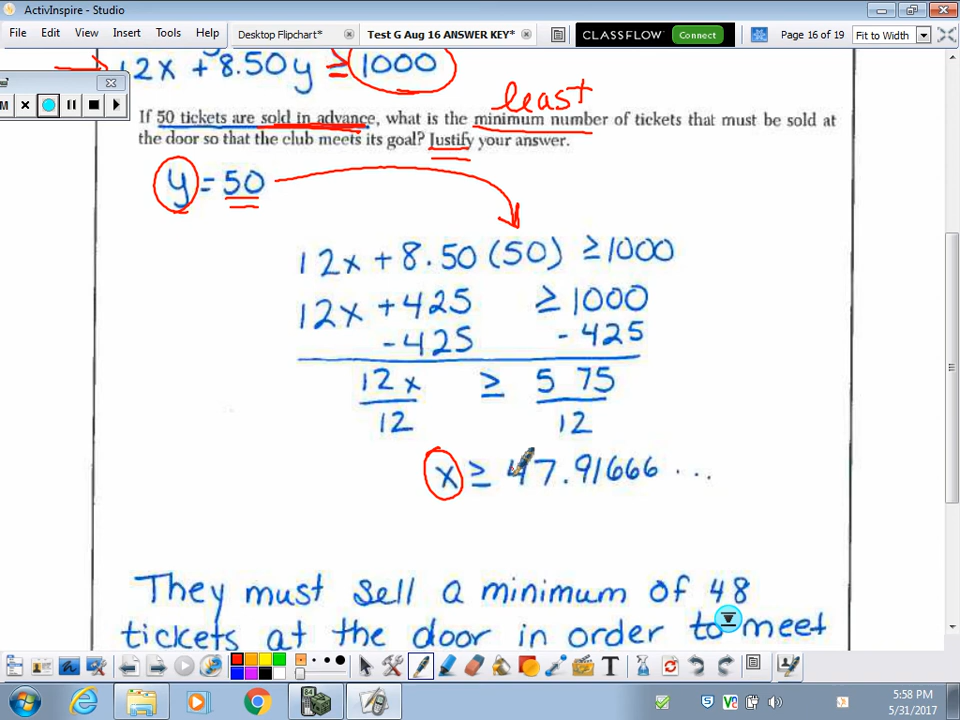 ActivInspire - Studio
File Edit View Insert Tools Help Desktop Flipchart* Test G Aug 16 ANSWER KEY* CLASSFLOW Connect Page 16 of 19 Fit to Width
12x + 8.50y ≥ 1000
M
least
If 50 tickets are sold in advance, what is the minimum number of tickets that must be sold at
the door so that the club meets its goal? Justify your answer.
y = 50
12x + 8.50 (50) ≥ 1000
12x + 425 ≥ 1000
-425 -425
12x ≥ 575
12 12
x ≥ 47.91666 ...
They must sell a minimum of 48
tickets at the door in order to meet
5:58 PM
5/31/2017